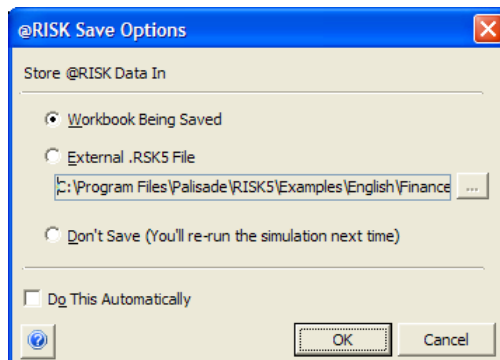 @RISK Save Options
Store @RISK Data In
Workbook Being Saved
External .RSK5 File
C:\Program Files\Palisade\RISK5\Examples\English\Finance
...
Don't Save (You'll re-run the simulation next time)
Do This Automatically
OK Cancel